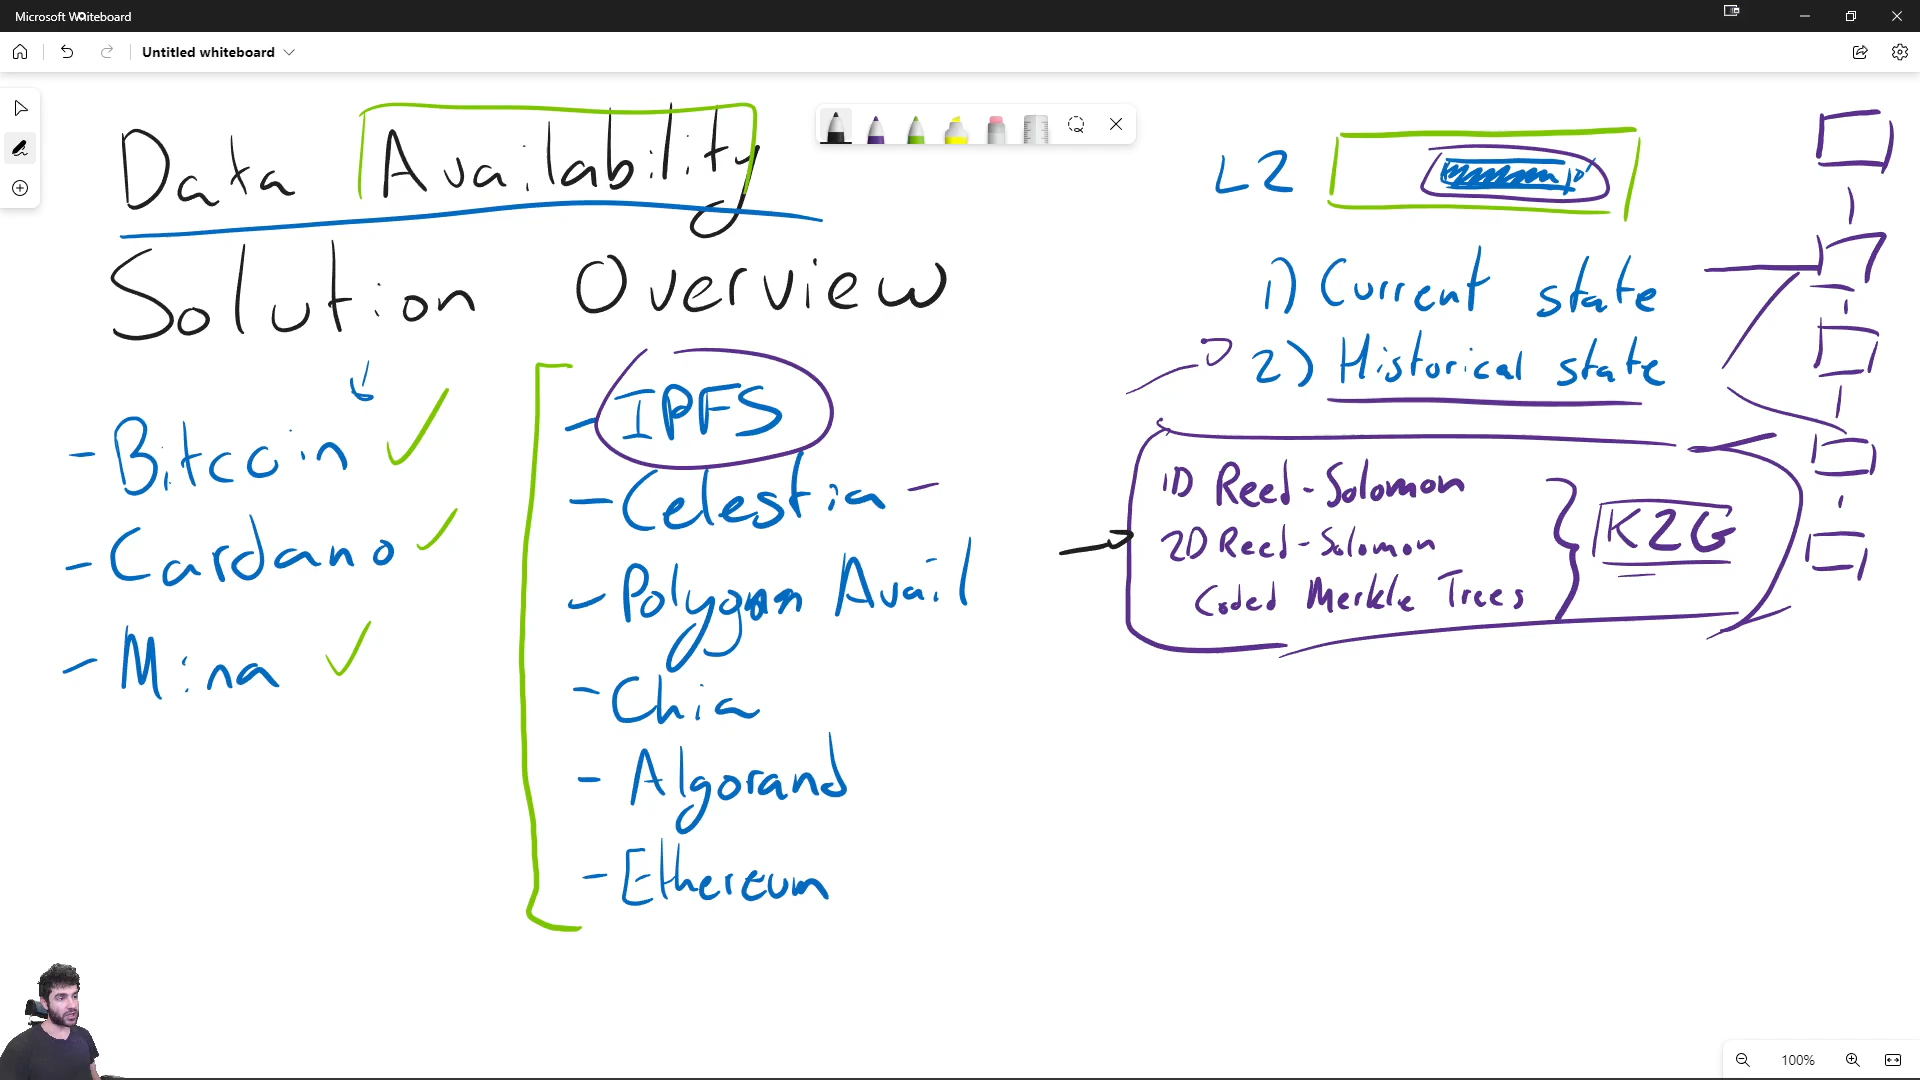 Microsoft Whiteboard
Untitled whiteboard
Data Availability
Solution Overview
- Bitcoin
- Cardano
- Mina
- IPFS
- Celestia -
- Polygon Avail
- Chia
- Algorand
- Ethereum
L2
1) Current state
2) Historical state
1D Reed-Solomon
2D Reed-Solomon
Coded Merkle Trees
KZG
100%